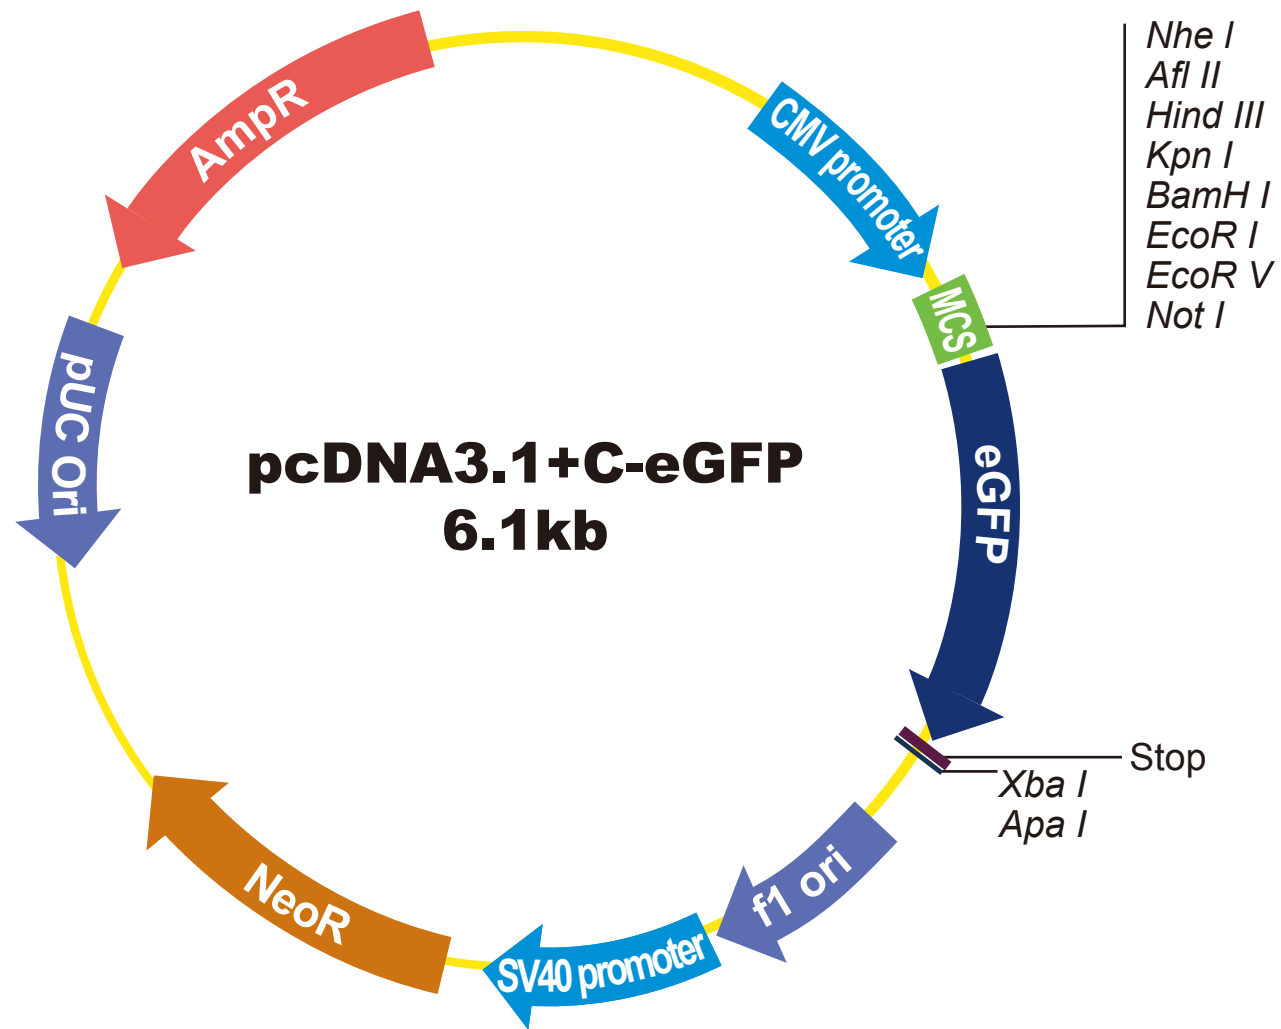 Nhe I
Afl II
Hind III
Kpn I
BamH I
EcoR I
EcoR V
Not I
AmpR
CMV promoter
MCS
pUC Ori
eGFP
pcDNA3.1+C-eGFP
6.1kb
Stop
Xba I
Apa I
f1 ori
NeoR
SV40 promoter